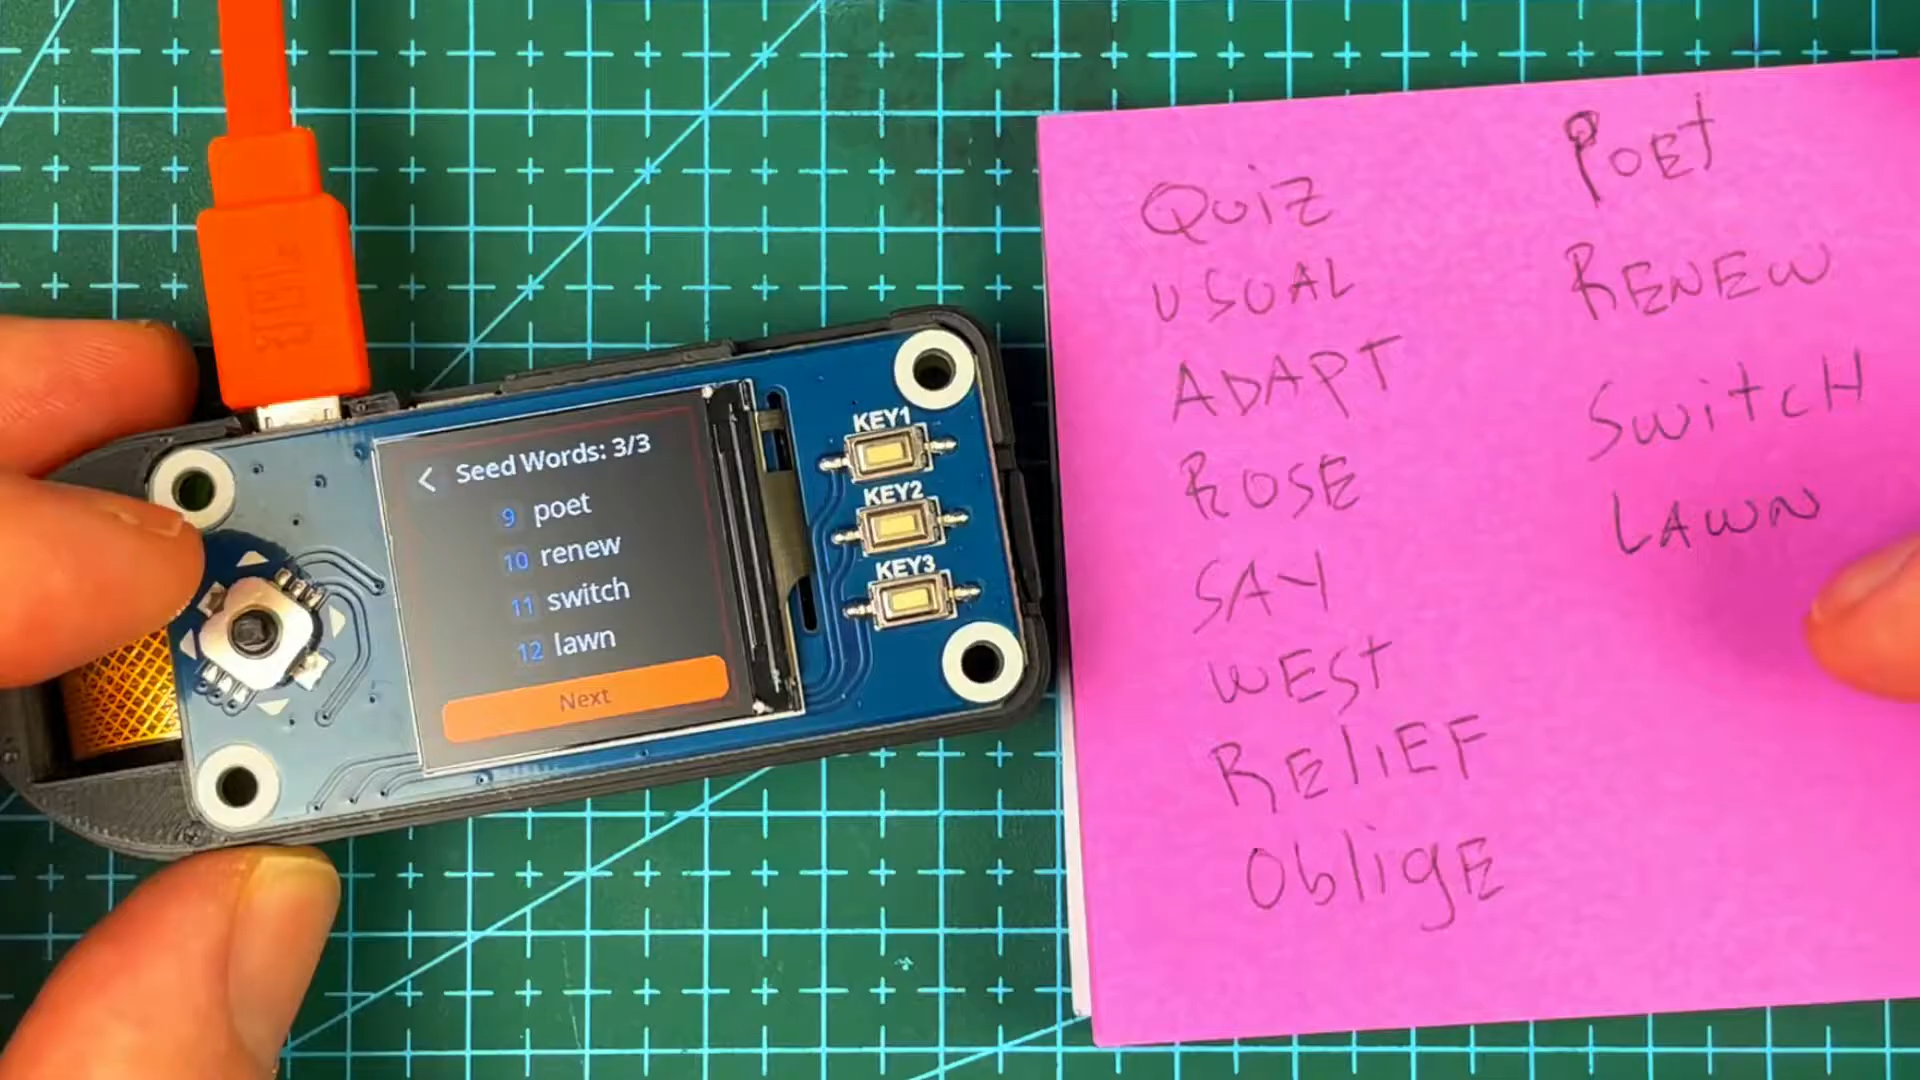 Seed Words: 3/3
9 poet
10 renew
11 switch
12 lawn
Next
KEY1
KEY2
KEY3
QUiZ
USUAL
ADAPT
ROSE
SAY
WEST
RElIEF
OblIgE
POEt
RENEW
SwitcH
LAWN